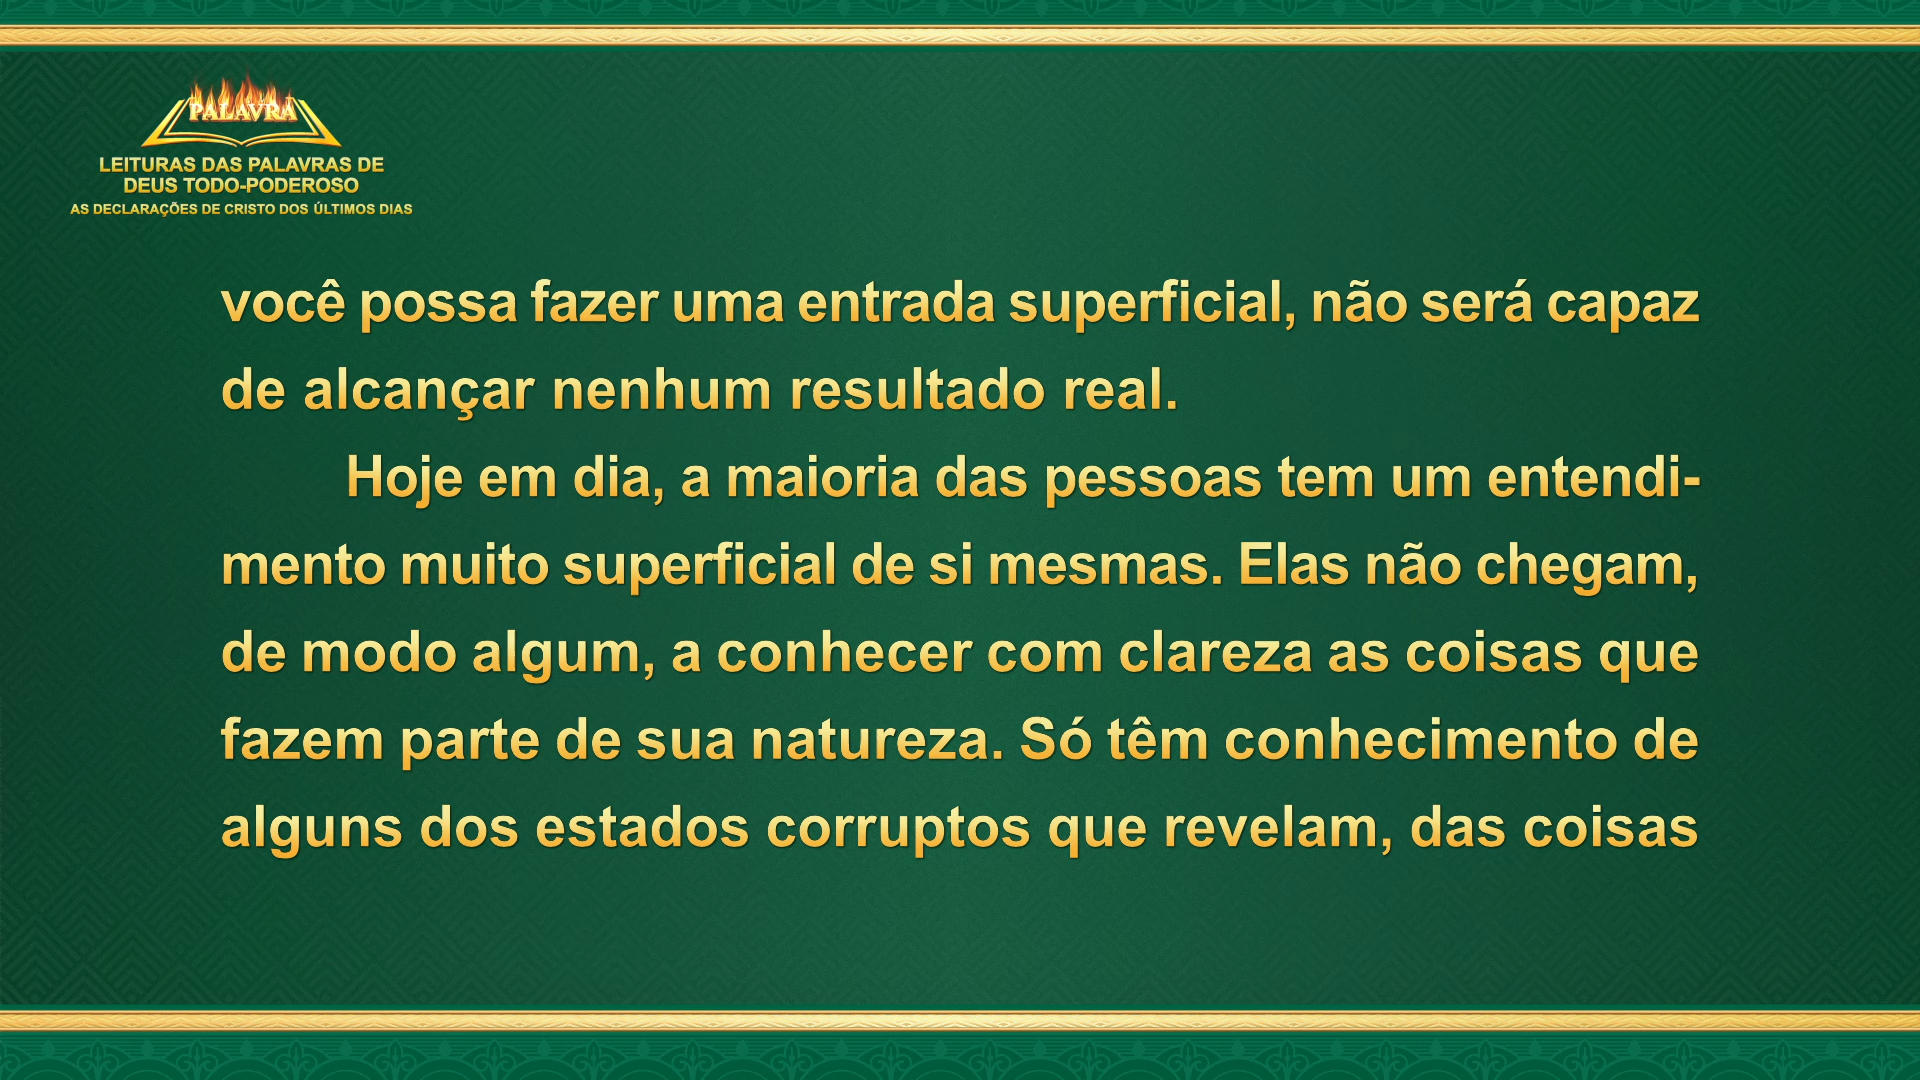 PALAVRA
LEITURAS DAS PALAVRAS DE
DEUS TODO-PODEROSO
AS DECLARAÇÕES DE CRISTO DOS ÚLTIMOS DIAS
você possa fazer uma entrada superficial, não será capaz
de alcançar nenhum resultado real.
Hoje em dia, a maioria das pessoas tem um entendi-
mento muito superficial de si mesmas. Elas não chegam,
de modo algum, a conhecer com clareza as coisas que
fazem parte de sua natureza. Só têm conhecimento de
alguns dos estados corruptos que revelam, das coisas